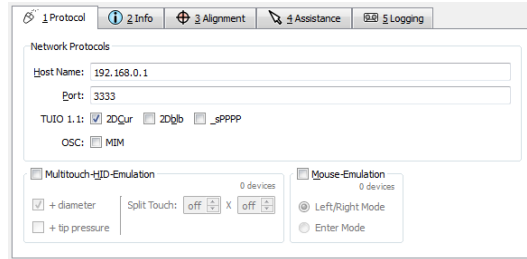 1 Protocol 2 Info 3 Alignment 4 Assistance 5 Logging
Network Protocols
Host Name: 192.168.0.1
Port: 3333
TUIO 1.1: 2DCur 2Dblb _sPPPP
OSC: MIM
Multitouch-HID-Emulation
0 devices
+ diameter Split Touch: off X off
+ tip pressure
Mouse-Emulation
0 devices
Left/Right Mode
Enter Mode